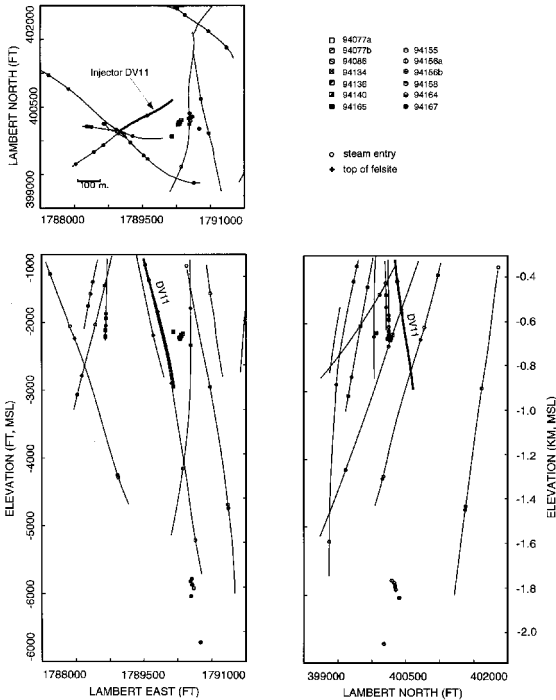 402000
400500
399000
LAMBERT NORTH (FT)
Injector DV11
100 m.
1788000 1789500 1791000
94077a
94077b
94086
94134
94138
94140
94165
94155
94156a
94156b
94158
94164
94167
steam entry
top of felsite
-1000
-2000
-3000
-4000
-5000
-6000
ELEVATION (FT, MSL)
DV11
1788000 1789500 1791000
LAMBERT EAST (FT)
DV11
-0.4
-0.6
-0.8
-1.0
-1.2
-1.4
-1.6
-1.8
-2.0
ELEVATION (KM, MSL)
399000 400500 402000
LAMBERT NORTH (FT)